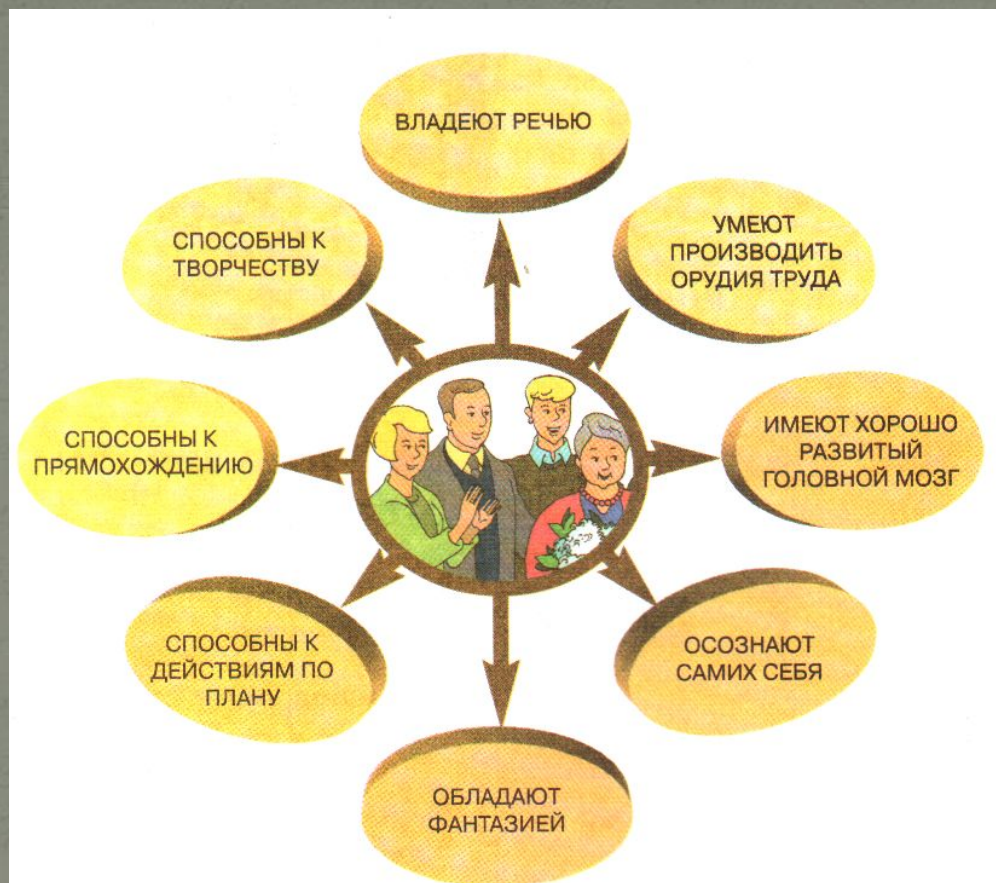 ВЛАДЕЮТ РЕЧЬЮ
УМЕЮТ
ПРОИЗВОДИТЬ
ОРУДИЯ ТРУДА
ИМЕЮТ ХОРОШО
РАЗВИТЫЙ
ГОЛОВНОЙ МОЗГ
ОСОЗНАЮТ
САМИХ СЕБЯ
ОБЛАДАЮТ
ФАНТАЗИЕЙ
СПОСОБНЫ К
ДЕЙСТВИЯМ ПО
ПЛАНУ
СПОСОБНЫ К
ПРЯМОХОЖДЕНИЮ
СПОСОБНЫ К
ТВОРЧЕСТВУ